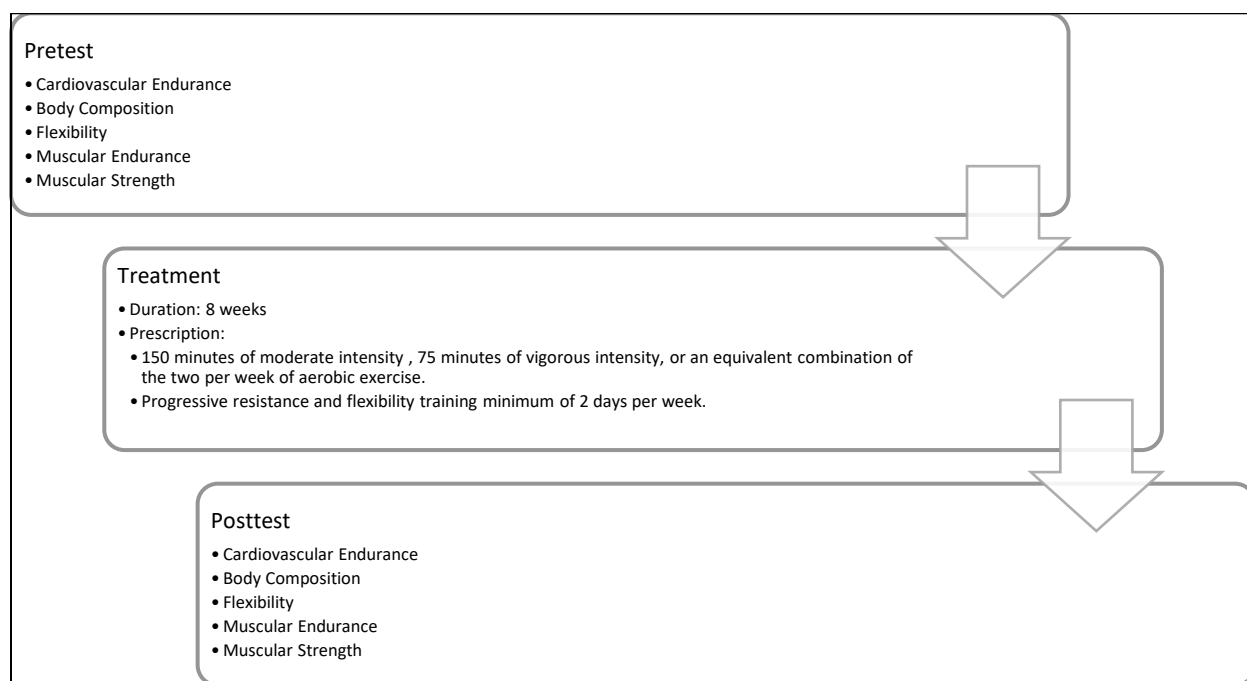 Pretest
• Cardiovascular Endurance
• Body Composition
• Flexibility
• Muscular Endurance
• Muscular Strength
Treatment
• Duration: 8 weeks
• Prescription:
• 150 minutes of moderate intensity , 75 minutes of vigorous intensity, or an equivalent combination of
the two per week of aerobic exercise.
• Progressive resistance and flexibility training minimum of 2 days per week.
Posttest
• Cardiovascular Endurance
• Body Composition
• Flexibility
• Muscular Endurance
• Muscular Strength